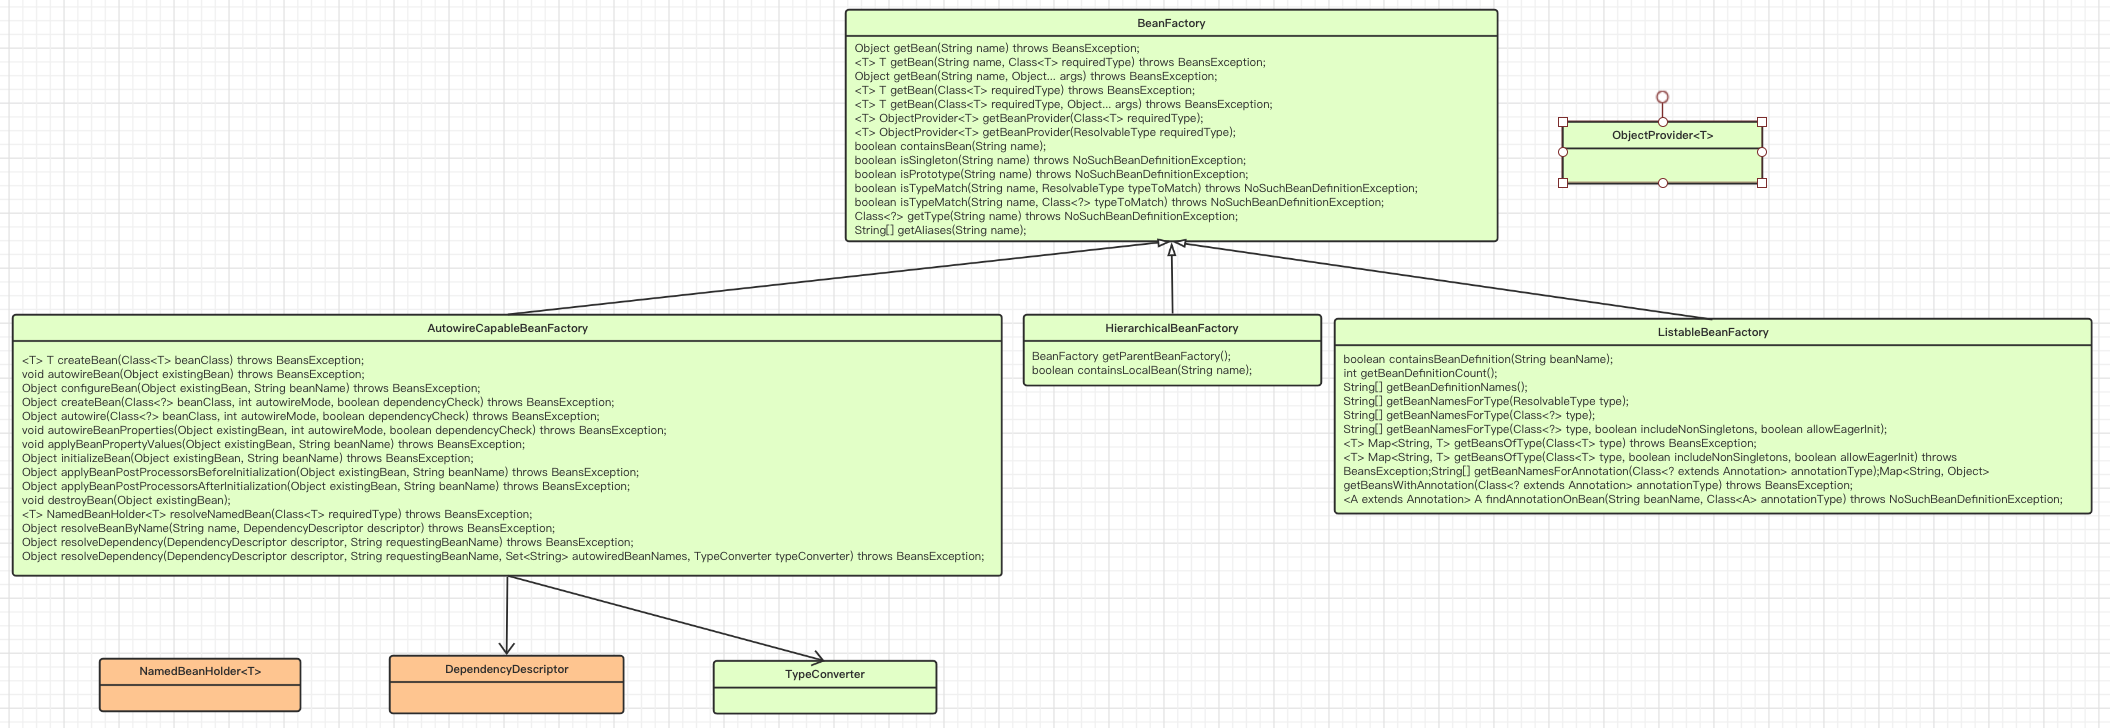 BeanFactory
Object getBean(String name) throws BeansException;
<T> T getBean(String name, Class<T> requiredType) throws BeansException;
Object getBean(String name, Object... args) throws BeansException;
<T> T getBean(Class<T> requiredType) throws BeansException;
<T> T getBean(Class<T> requiredType, Object... args) throws BeansException;
<T> ObjectProvider<T> getBeanProvider(Class<T> requiredType);
<T> ObjectProvider<T> getBeanProvider(ResolvableType requiredType);
boolean containsBean(String name);
boolean isSingleton(String name) throws NoSuchBeanDefinitionException;
boolean isPrototype(String name) throws NoSuchBeanDefinitionException;
boolean isTypeMatch(String name, ResolvableType typeToMatch) throws NoSuchBeanDefinitionException;
boolean isTypeMatch(String name, Class<?> typeToMatch) throws NoSuchBeanDefinitionException;
Class<?> getType(String name) throws NoSuchBeanDefinitionException;
String[] getAliases(String name);
ObjectProvider<T>
AutowireCapableBeanFactory
<T> T createBean(Class<T> beanClass) throws BeansException;
void autowireBean(Object existingBean) throws BeansException;
Object configureBean(Object existingBean, String beanName) throws BeansException;
Object createBean(Class<?> beanClass, int autowireMode, boolean dependencyCheck) throws BeansException;
Object autowire(Class<?> beanClass, int autowireMode, boolean dependencyCheck) throws BeansException;
void autowireBeanProperties(Object existingBean, int autowireMode, boolean dependencyCheck) throws BeansException;
void applyBeanPropertyValues(Object existingBean, String beanName) throws BeansException;
Object initializeBean(Object existingBean, String beanName) throws BeansException;
Object applyBeanPostProcessorsBeforeInitialization(Object existingBean, String beanName) throws BeansException;
Object applyBeanPostProcessorsAfterInitialization(Object existingBean, String beanName) throws BeansException;
void destroyBean(Object existingBean);
<T> NamedBeanHolder<T> resolveNamedBean(Class<T> requiredType) throws BeansException;
Object resolveBeanByName(String name, DependencyDescriptor descriptor) throws BeansException;
Object resolveDependency(DependencyDescriptor descriptor, String requestingBeanName) throws BeansException;
Object resolveDependency(DependencyDescriptor descriptor, String requestingBeanName, Set<String> autowiredBeanNames, TypeConverter typeConverter) throws BeansException;
HierarchicalBeanFactory
BeanFactory getParentBeanFactory();
boolean containsLocalBean(String name);
ListableBeanFactory
boolean containsBeanDefinition(String beanName);
int getBeanDefinitionCount();
String[] getBeanDefinitionNames();
String[] getBeanNamesForType(ResolvableType type);
String[] getBeanNamesForType(Class<?> type);
String[] getBeanNamesForType(Class<?> type, boolean includeNonSingletons, boolean allowEagerInit);
<T> Map<String, T> getBeansOfType(Class<T> type) throws BeansException;
<T> Map<String, T> getBeansOfType(Class<T> type, boolean includeNonSingletons, boolean allowEagerInit) throws
BeansException;String[] getBeanNamesForAnnotation(Class<? extends Annotation> annotationType);Map<String, Object>
getBeansWithAnnotation(Class<? extends Annotation> annotationType) throws BeansException;
<A extends Annotation> A findAnnotationOnBean(String beanName, Class<A> annotationType) throws NoSuchBeanDefinitionException;
NamedBeanHolder<T>
DependencyDescriptor
TypeConverter